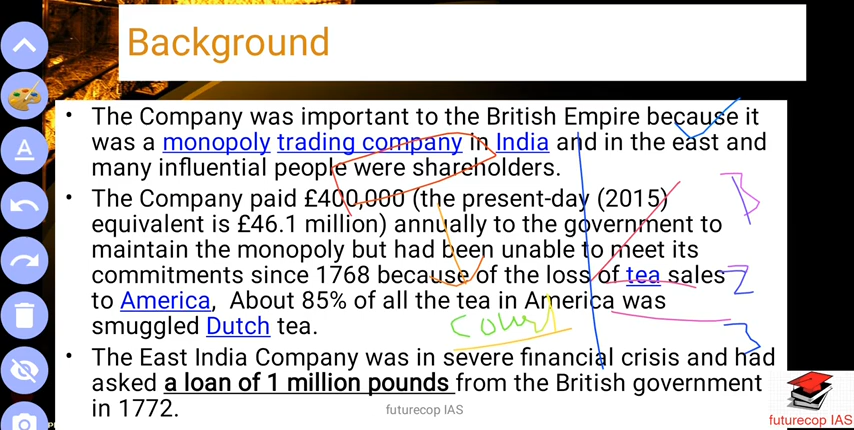 Background
• The Company was important to the British Empire because it
was a monopoly trading company in India and in the east and
many influential people were shareholders.
• The Company paid £400,000 (the present-day (2015)
equivalent is £46.1 million) annually to the government to
maintain the monopoly but had been unable to meet its
commitments since 1768 because of the loss of tea sales
to America, About 85% of all the tea in America was
smuggled Dutch tea.
• The East India Company was in severe financial crisis and had
asked a loan of 1 million pounds from the British government
in 1772.
2
3
futurecop IAS
futurecop IAS